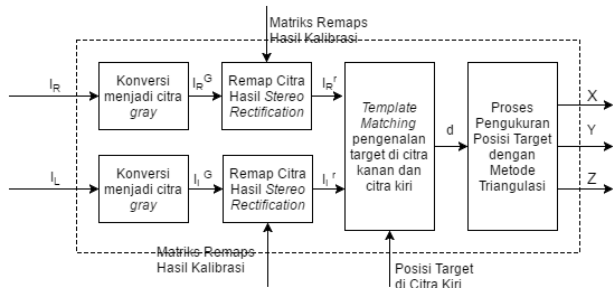 Matriks Remaps
Hasil Kalibrasi
I_R
Konversi
menjadi citra
gray
I_R^G
Remap Citra
Hasil Stereo
Rectification
I_R^r
Template
Matching
pengenalan
target di citra
kanan dan
citra kiri
d
Proses
Pengukuran
Posisi Target
dengan
Metode
Triangulasi
X
Y
Z
I_L
Konversi
menjadi citra
gray
I_l^G
Remap Citra
Hasil Stereo
Rectification
I_l^r
Matriks Remaps
Hasil Kalibrasi
Posisi Target
di Citra Kiri